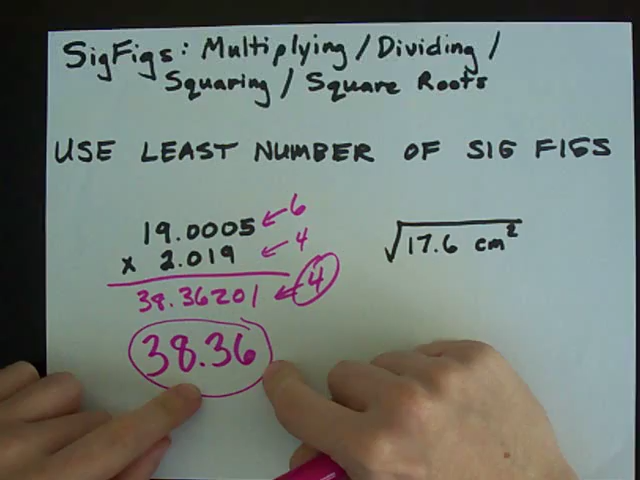 SigFigs: Multiplying/Dividing/
Squaring/Square Roots
USE LEAST NUMBER OF SIG FIGS
19.0005 ← 6
x 2.019 ← 4
38.36201 ← 4
38.36
√17.6 cm²